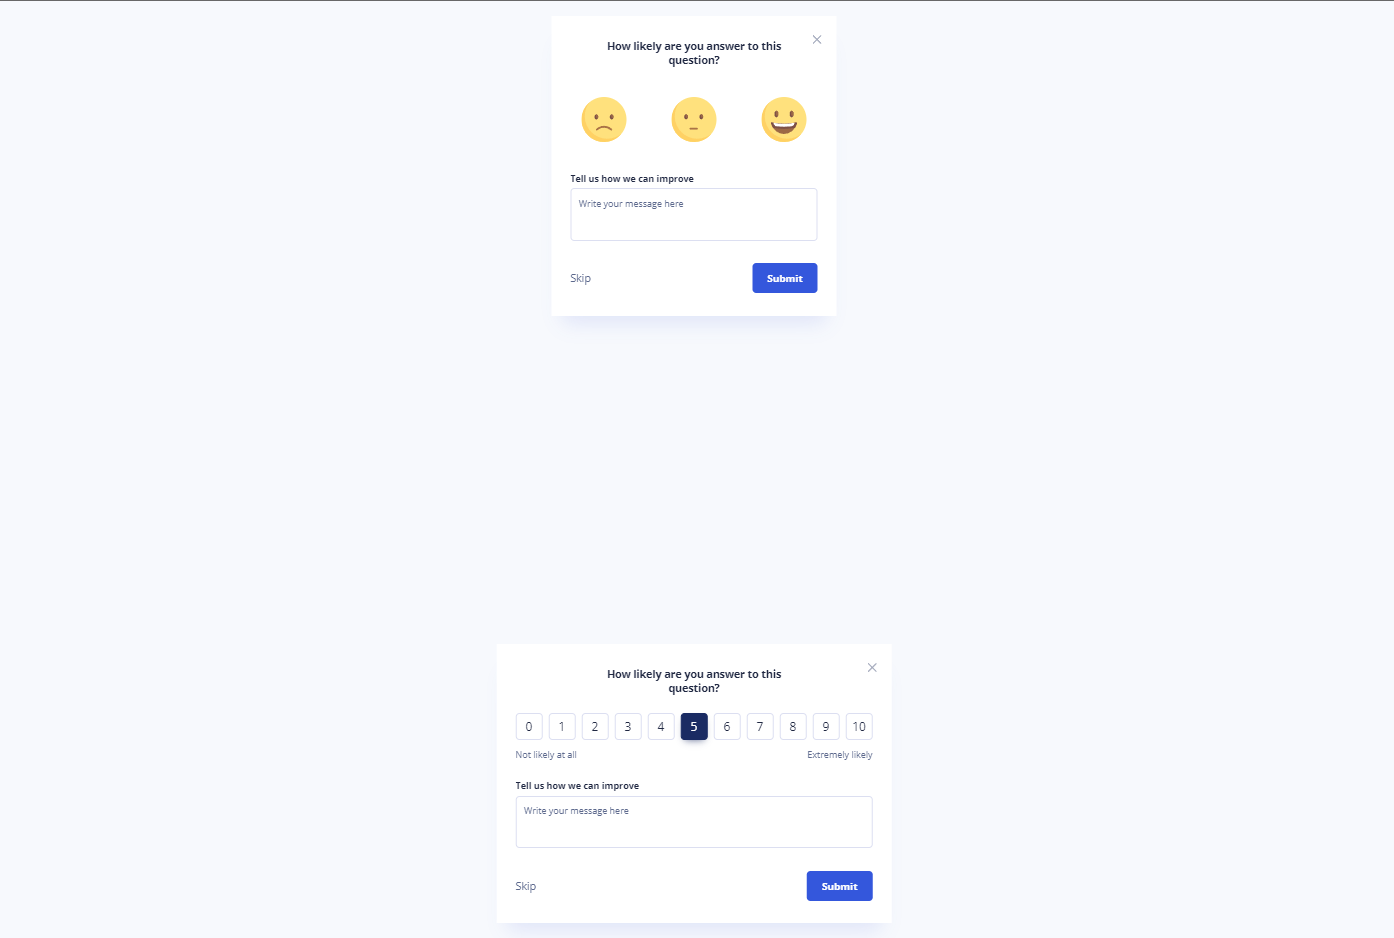 How likely are you answer to this
question?
Tell us how we can improve
Write your message here
Skip
Submit
How likely are you answer to this
question?
0 1 2 3 4 5 6 7 8 9 10
Not likely at all
Extremely likely
Tell us how we can improve
Write your message here
Skip
Submit